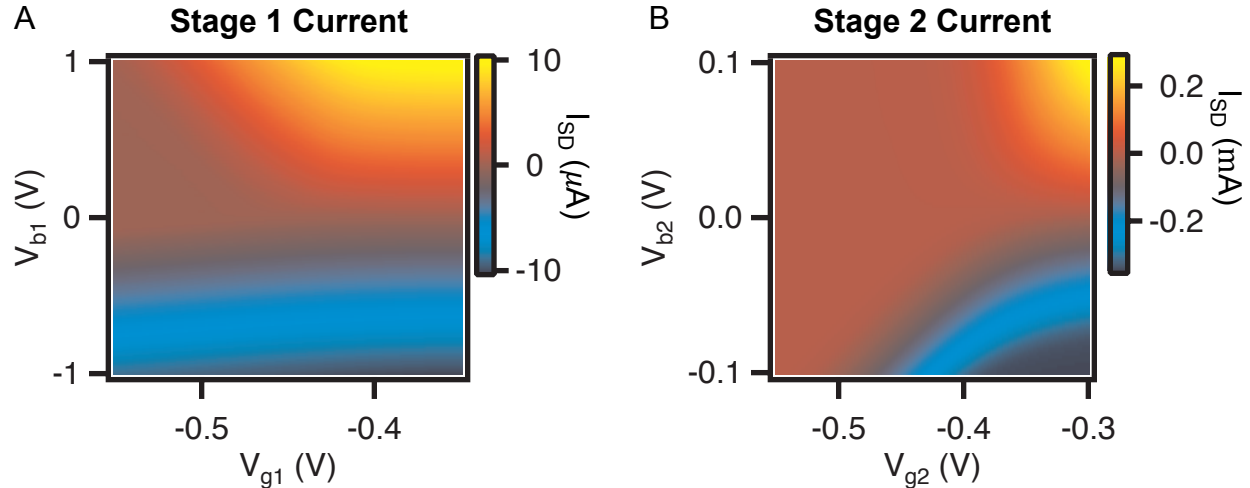 A
Stage 1 Current
1
0
-1
V_b1 (V)
-0.5
-0.4
V_g1 (V)
10
0
-10
I_SD (μA)
B
Stage 2 Current
0.1
0.0
-0.1
V_b2 (V)
-0.5
-0.4
-0.3
V_g2 (V)
0.2
0.0
-0.2
I_SD (mA)